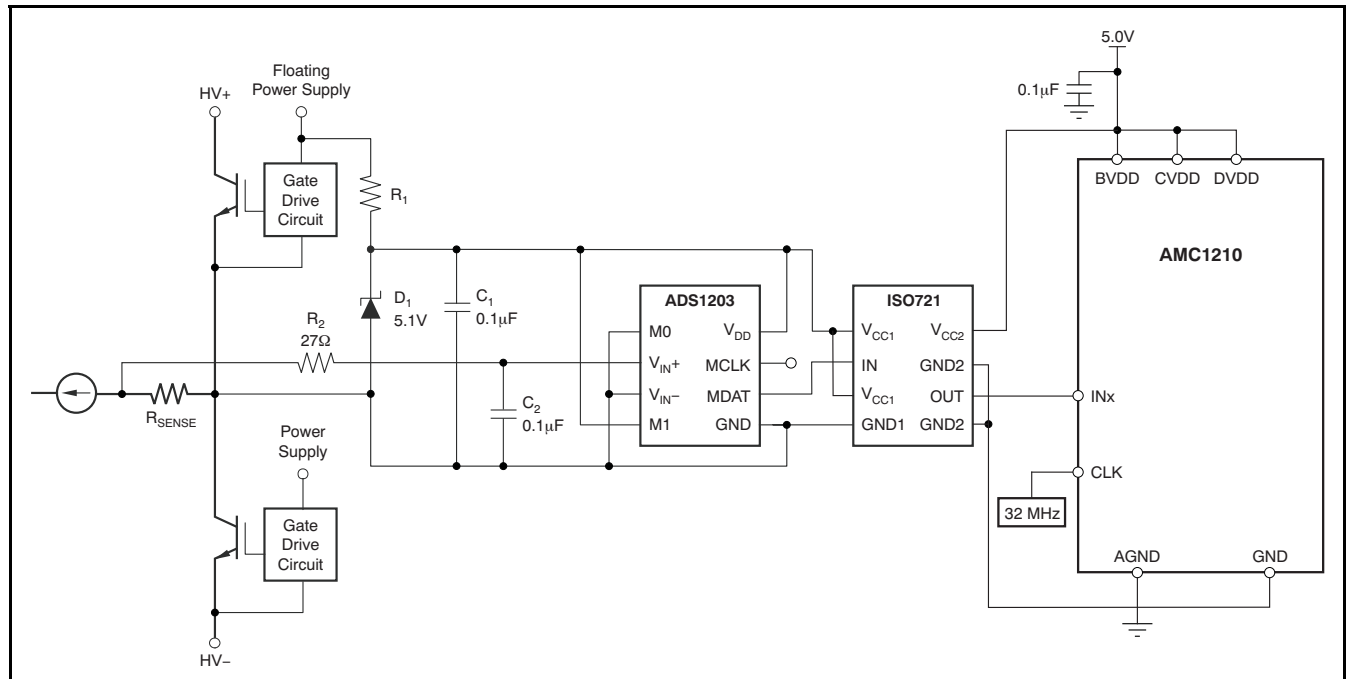 5.0V
0.1µF
Floating
Power Supply
HV+
Gate
Drive
Circuit
R1
BVDD CVDD DVDD
AMC1210
D1
5.1V
C1
0.1µF
ADS1203
M0
VIN+
VIN−
M1
VDD
MCLK
MDAT
GND
ISO721
VCC1
IN
VCC1
GND1
VCC2
GND2
OUT
GND2
R2
27Ω
C2
0.1µF
RSENSE
INx
CLK
32 MHz
Power
Supply
Gate
Drive
Circuit
AGND
GND
HV−